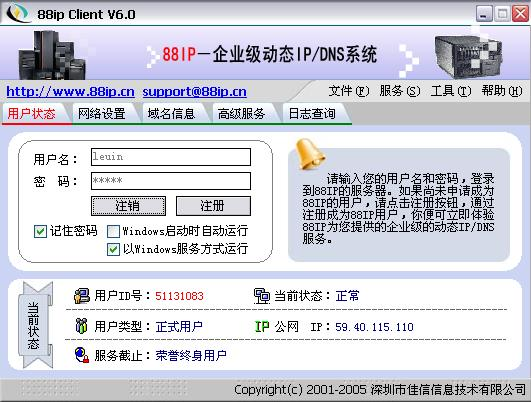 88ip Client V6.0
88IP—企业级动态IP/DNS系统
http://www.88ip.cn support@88ip.cn 文件(F) 服务(S) 工具(T) 帮助(H)
用户状态 网络设置 域名信息 高级服务 日志查询
用户名： leuin
密 码： *****
注销 注册
记住密码 Windows启动时自动运行
以Windows服务方式运行
请输入您的用户名和密码，登录
到88IP的服务器。如果尚未申请成为
88IP的用户，请点击注册按钮，通过
注册成为88IP用户，你便可立即体验
88IP为您提供的企业级的动态IP/DNS
服务。
当前状态
用户ID号：51131083 当前状态：正常
用户类型：正式用户 IP 公网 IP：59.40.115.110
服务截止：荣誉终身用户
Copyright(c) 2001-2005 深圳市佳信信息技术有限公司